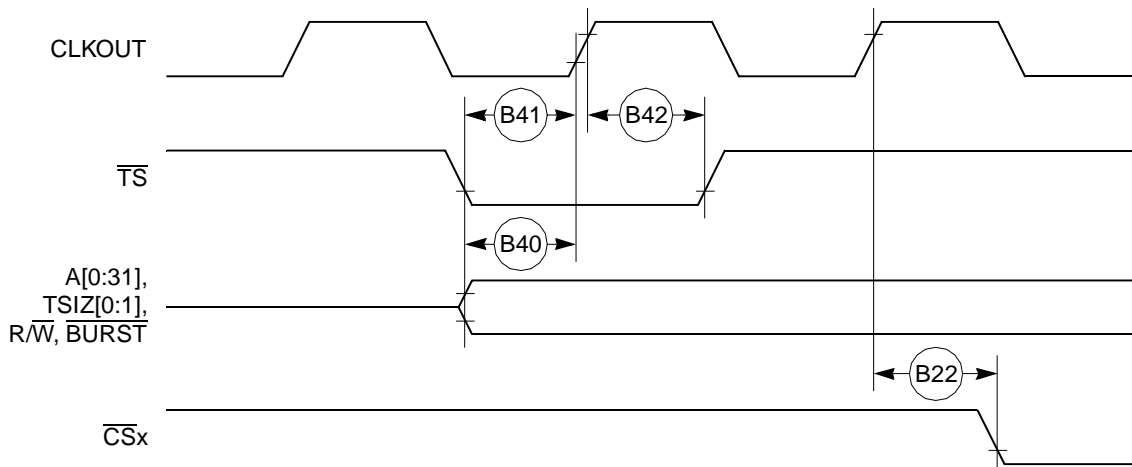 CLKOUT
B41
B42
TS
B40
A[0:31],
TSIZ[0:1],
R/W, BURST
B22
CSx